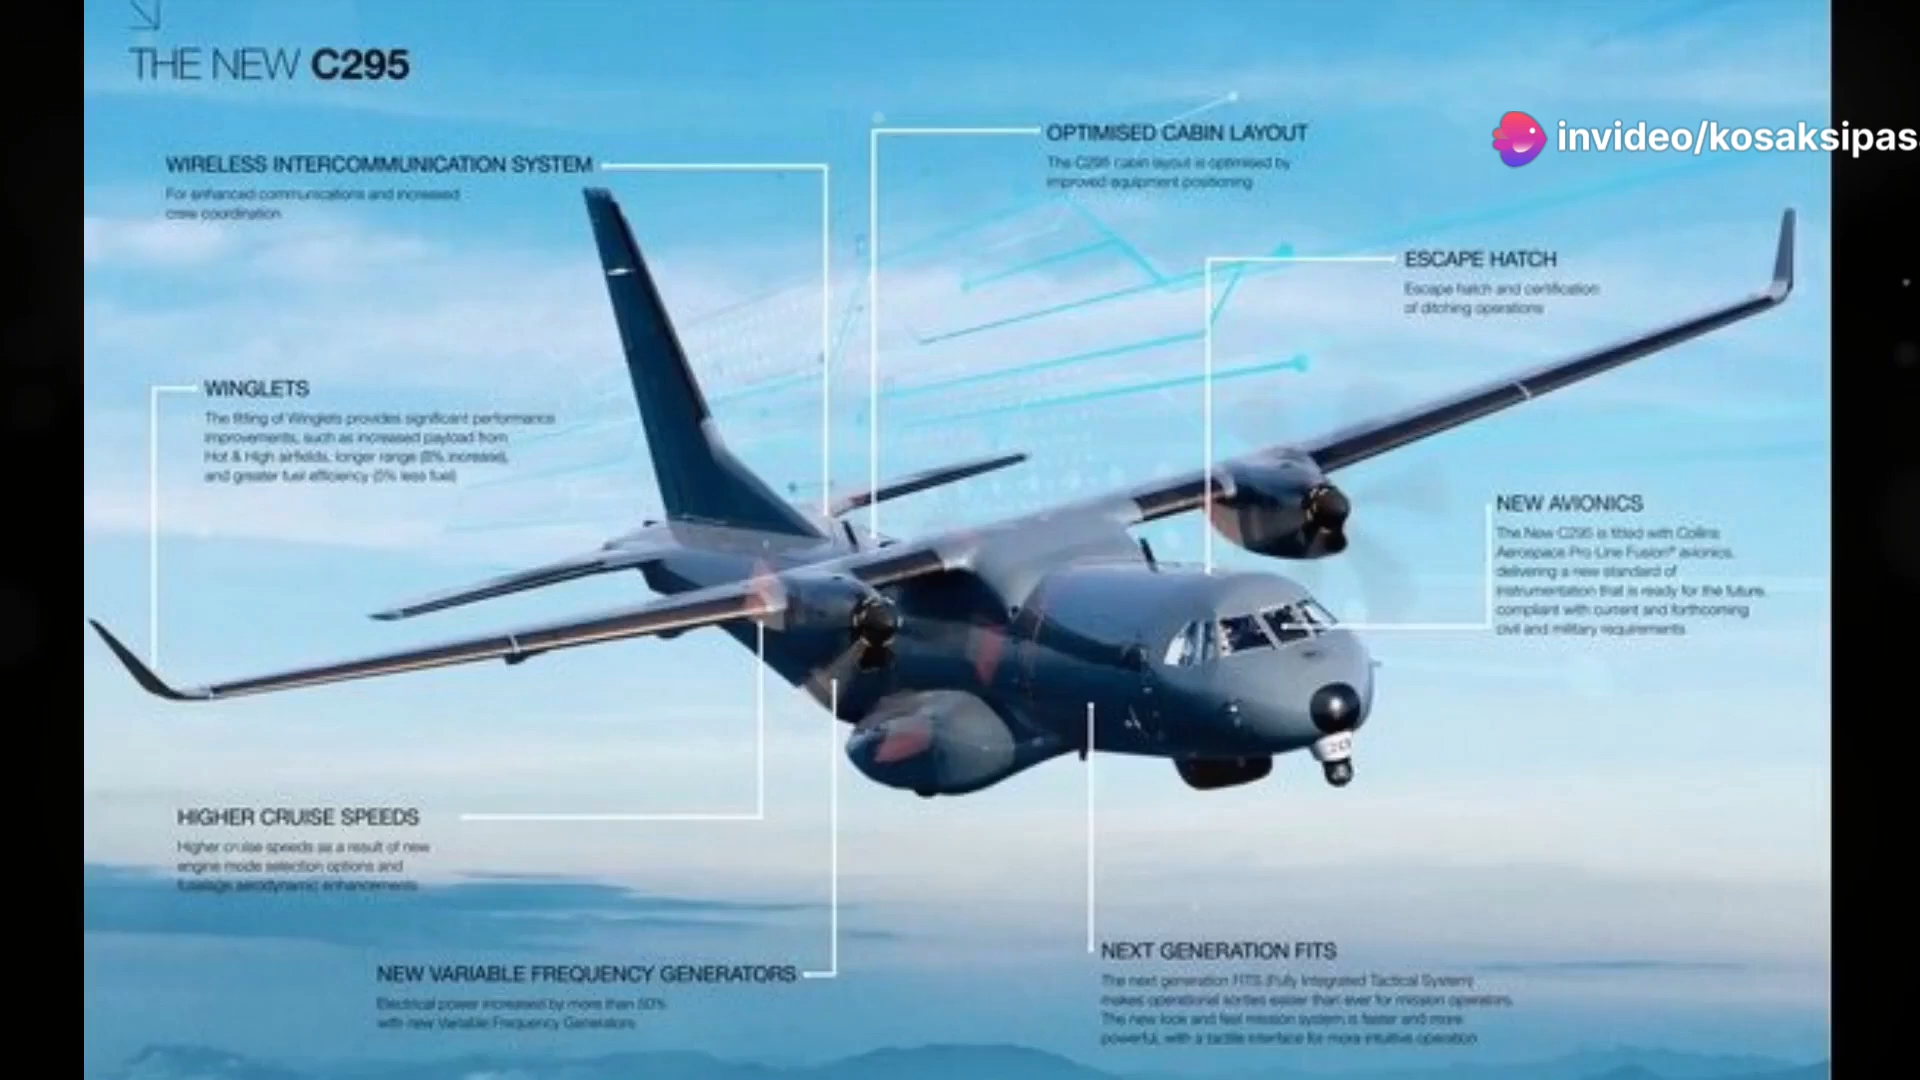 THE NEW C295
invideo/kosaksipas
OPTIMISED CABIN LAYOUT
The C295 cabin layout is optimised by
improved equipment positioning
WIRELESS INTERCOMMUNICATION SYSTEM
For enhanced communications and increased
crew coordination
ESCAPE HATCH
Escape hatch and certification
of ditching operations
WINGLETS
The fitting of Winglets provides significant performance
improvements, such as increased payload from
Hot & High airfields, longer range (8% increase),
and greater fuel efficiency (5% less fuel)
NEW AVIONICS
The New C295 is fitted with Collins
Aerospace Pro Line Fusion® avionics,
delivering a new standard of
instrumentation that is ready for the future,
compliant with current and forthcoming
civil and military requirements
HIGHER CRUISE SPEEDS
Higher cruise speeds as a result of new
engine mode selection options and
fuselage aerodynamic enhancements
NEW VARIABLE FREQUENCY GENERATORS
Electrical power increased by more than 50%
with new Variable Frequency Generators
NEXT GENERATION FITS
The next generation FITS (Fully Integrated Tactical System)
makes operational sorties easier than ever for mission operators.
The new look and feel mission system is faster and more
powerful, with a tactile interface for more intuitive operation